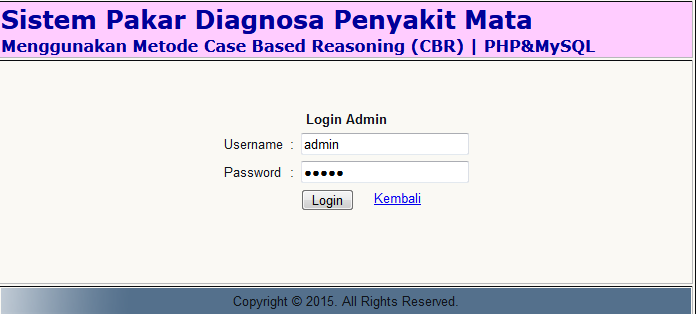 Sistem Pakar Diagnosa Penyakit Mata
Menggunakan Metode Case Based Reasoning (CBR) | PHP&MySQL
Login Admin
Username : admin
Password : •••••
Login Kembali
Copyright © 2015. All Rights Reserved.